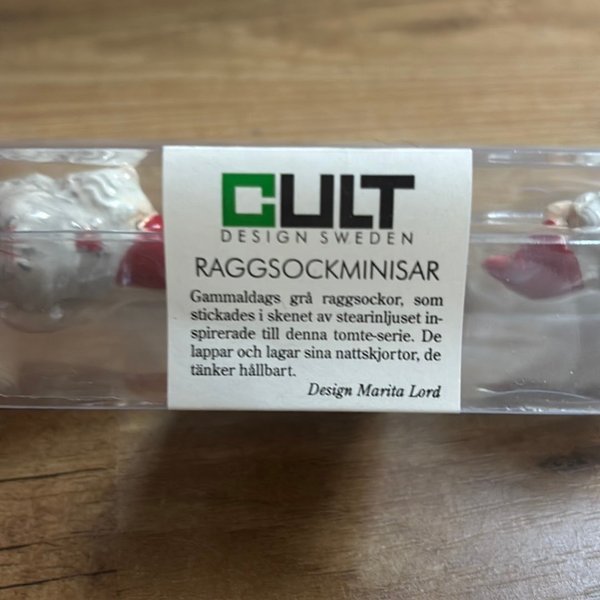 CULT
DESIGN SWEDEN
RAGGSOCKMINISAR
Gammaldags grå raggsockor, som
stickades i skenet av stearinljuset in-
spirerade till denna tomte-serie. De
lappar och lagar sina nattskjortor, de
tänker hållbart.
Design Marita Lord